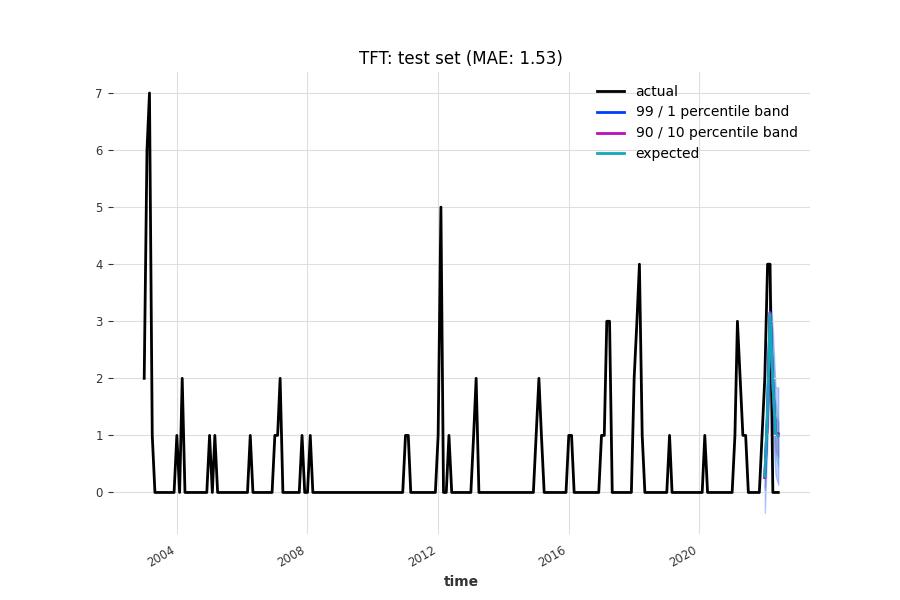 TFT: test set (MAE: 1.53)
actual
99 / 1 percentile band
90 / 10 percentile band
expected
7
6
5
4
3
2
1
0
2004
2008
2012
2016
2020
time